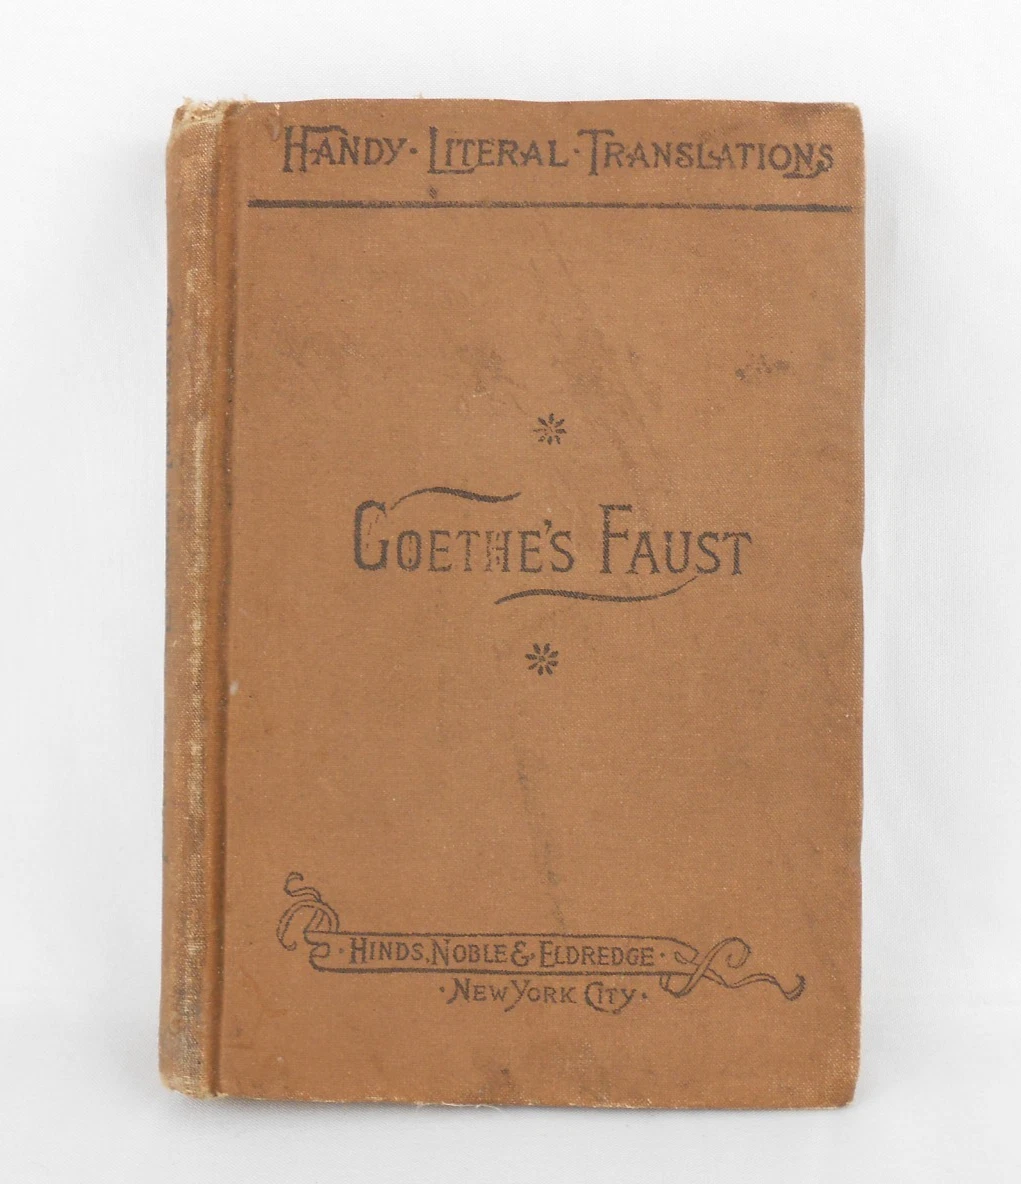 HANDY · LITERAL · TRANSLATIONS
GOETHE'S FAUST
· HINDS, NOBLE & ELDREDGE ·
· NEW YORK CITY ·